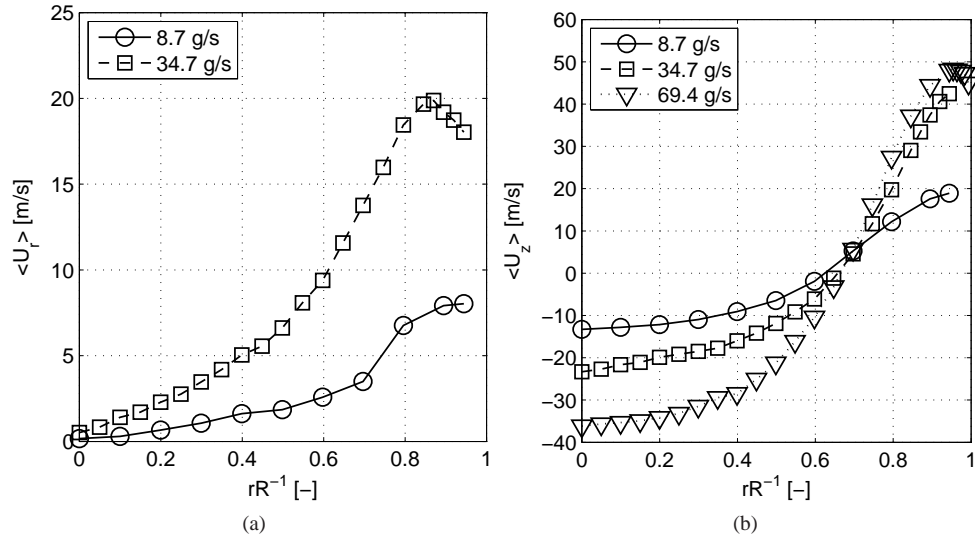 25
20
15
10
5
0
<U_r> [m/s]
8.7 g/s
34.7 g/s
0
0.2
0.4
0.6
0.8
1
rR⁻¹ [–]
(a)
60
50
40
30
20
10
0
−10
−20
−30
−40
<U_z> [m/s]
8.7 g/s
34.7 g/s
69.4 g/s
0
0.2
0.4
0.6
0.8
1
rR⁻¹ [–]
(b)